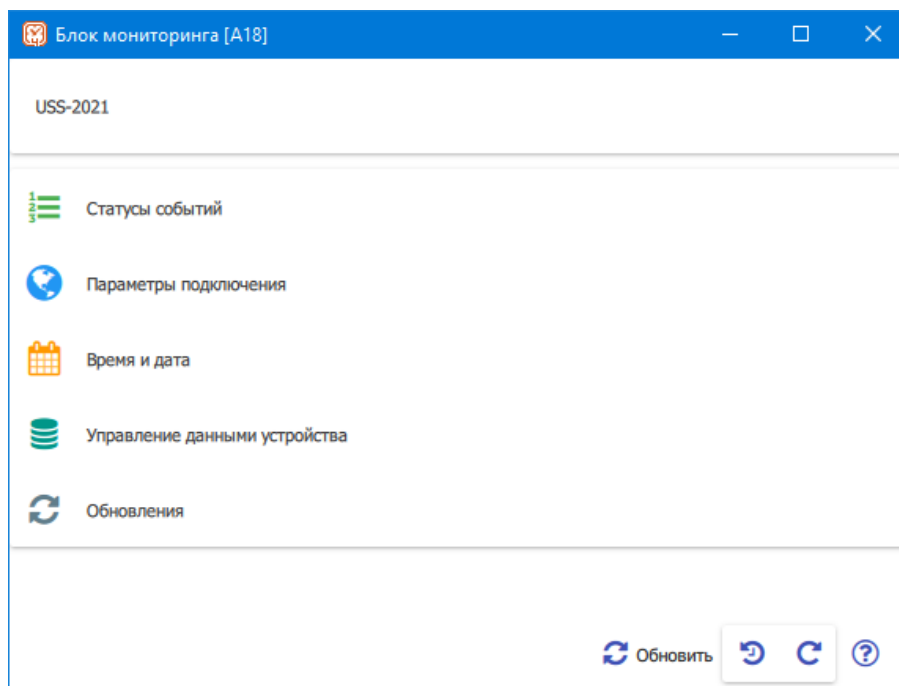 Блок мониторинга [A18]
USS-2021
Статусы событий
Параметры подключения
Время и дата
Управление данными устройства
Обновления
Обновить